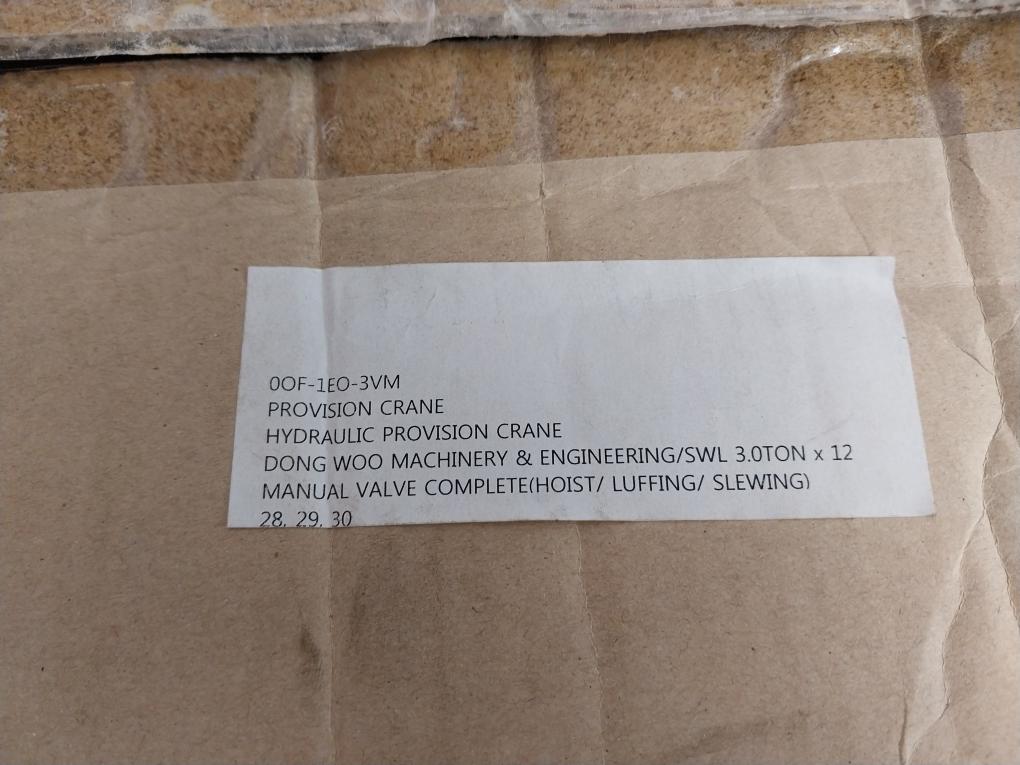 0OF-1EO-3VM
PROVISION CRANE
HYDRAULIC PROVISION CRANE
DONG WOO MACHINERY & ENGINEERING/SWL 3.0TON x 12
MANUAL VALVE COMPLETE(HOIST/ LUFFING/ SLEWING)
28, 29, 30